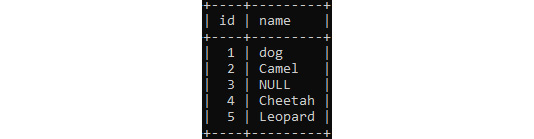 +----+---------+
| id | name    |
+----+---------+
|  1 | dog     |
|  2 | Camel   |
|  3 | NULL    |
|  4 | Cheetah |
|  5 | Leopard |
+----+---------+